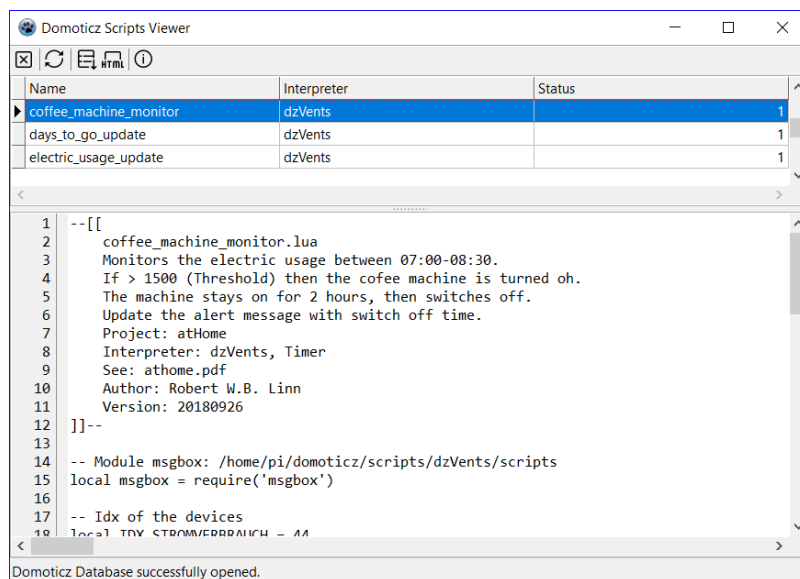 Domoticz Scripts Viewer
HTML
Name Interpreter Status
coffee_machine_monitor dzVents 1
days_to_go_update dzVents 1
electric_usage_update dzVents 1
1 --[[
2 coffee_machine_monitor.lua
3 Monitors the electric usage between 07:00-08:30.
4 If > 1500 (Threshold) then the cofee machine is turned oh.
5 The machine stays on for 2 hours, then switches off.
6 Update the alert message with switch off time.
7 Project: atHome
8 Interpreter: dzVents, Timer
9 See: athome.pdf
10 Author: Robert W.B. Linn
11 Version: 20180926
12 ]]--
13
14 -- Module msgbox: /home/pi/domoticz/scripts/dzVents/scripts
15 local msgbox = require('msgbox')
16
17 -- Idx of the devices
18 local IDX_STROMVERBRAUCH = 44
Domoticz Database successfully opened.